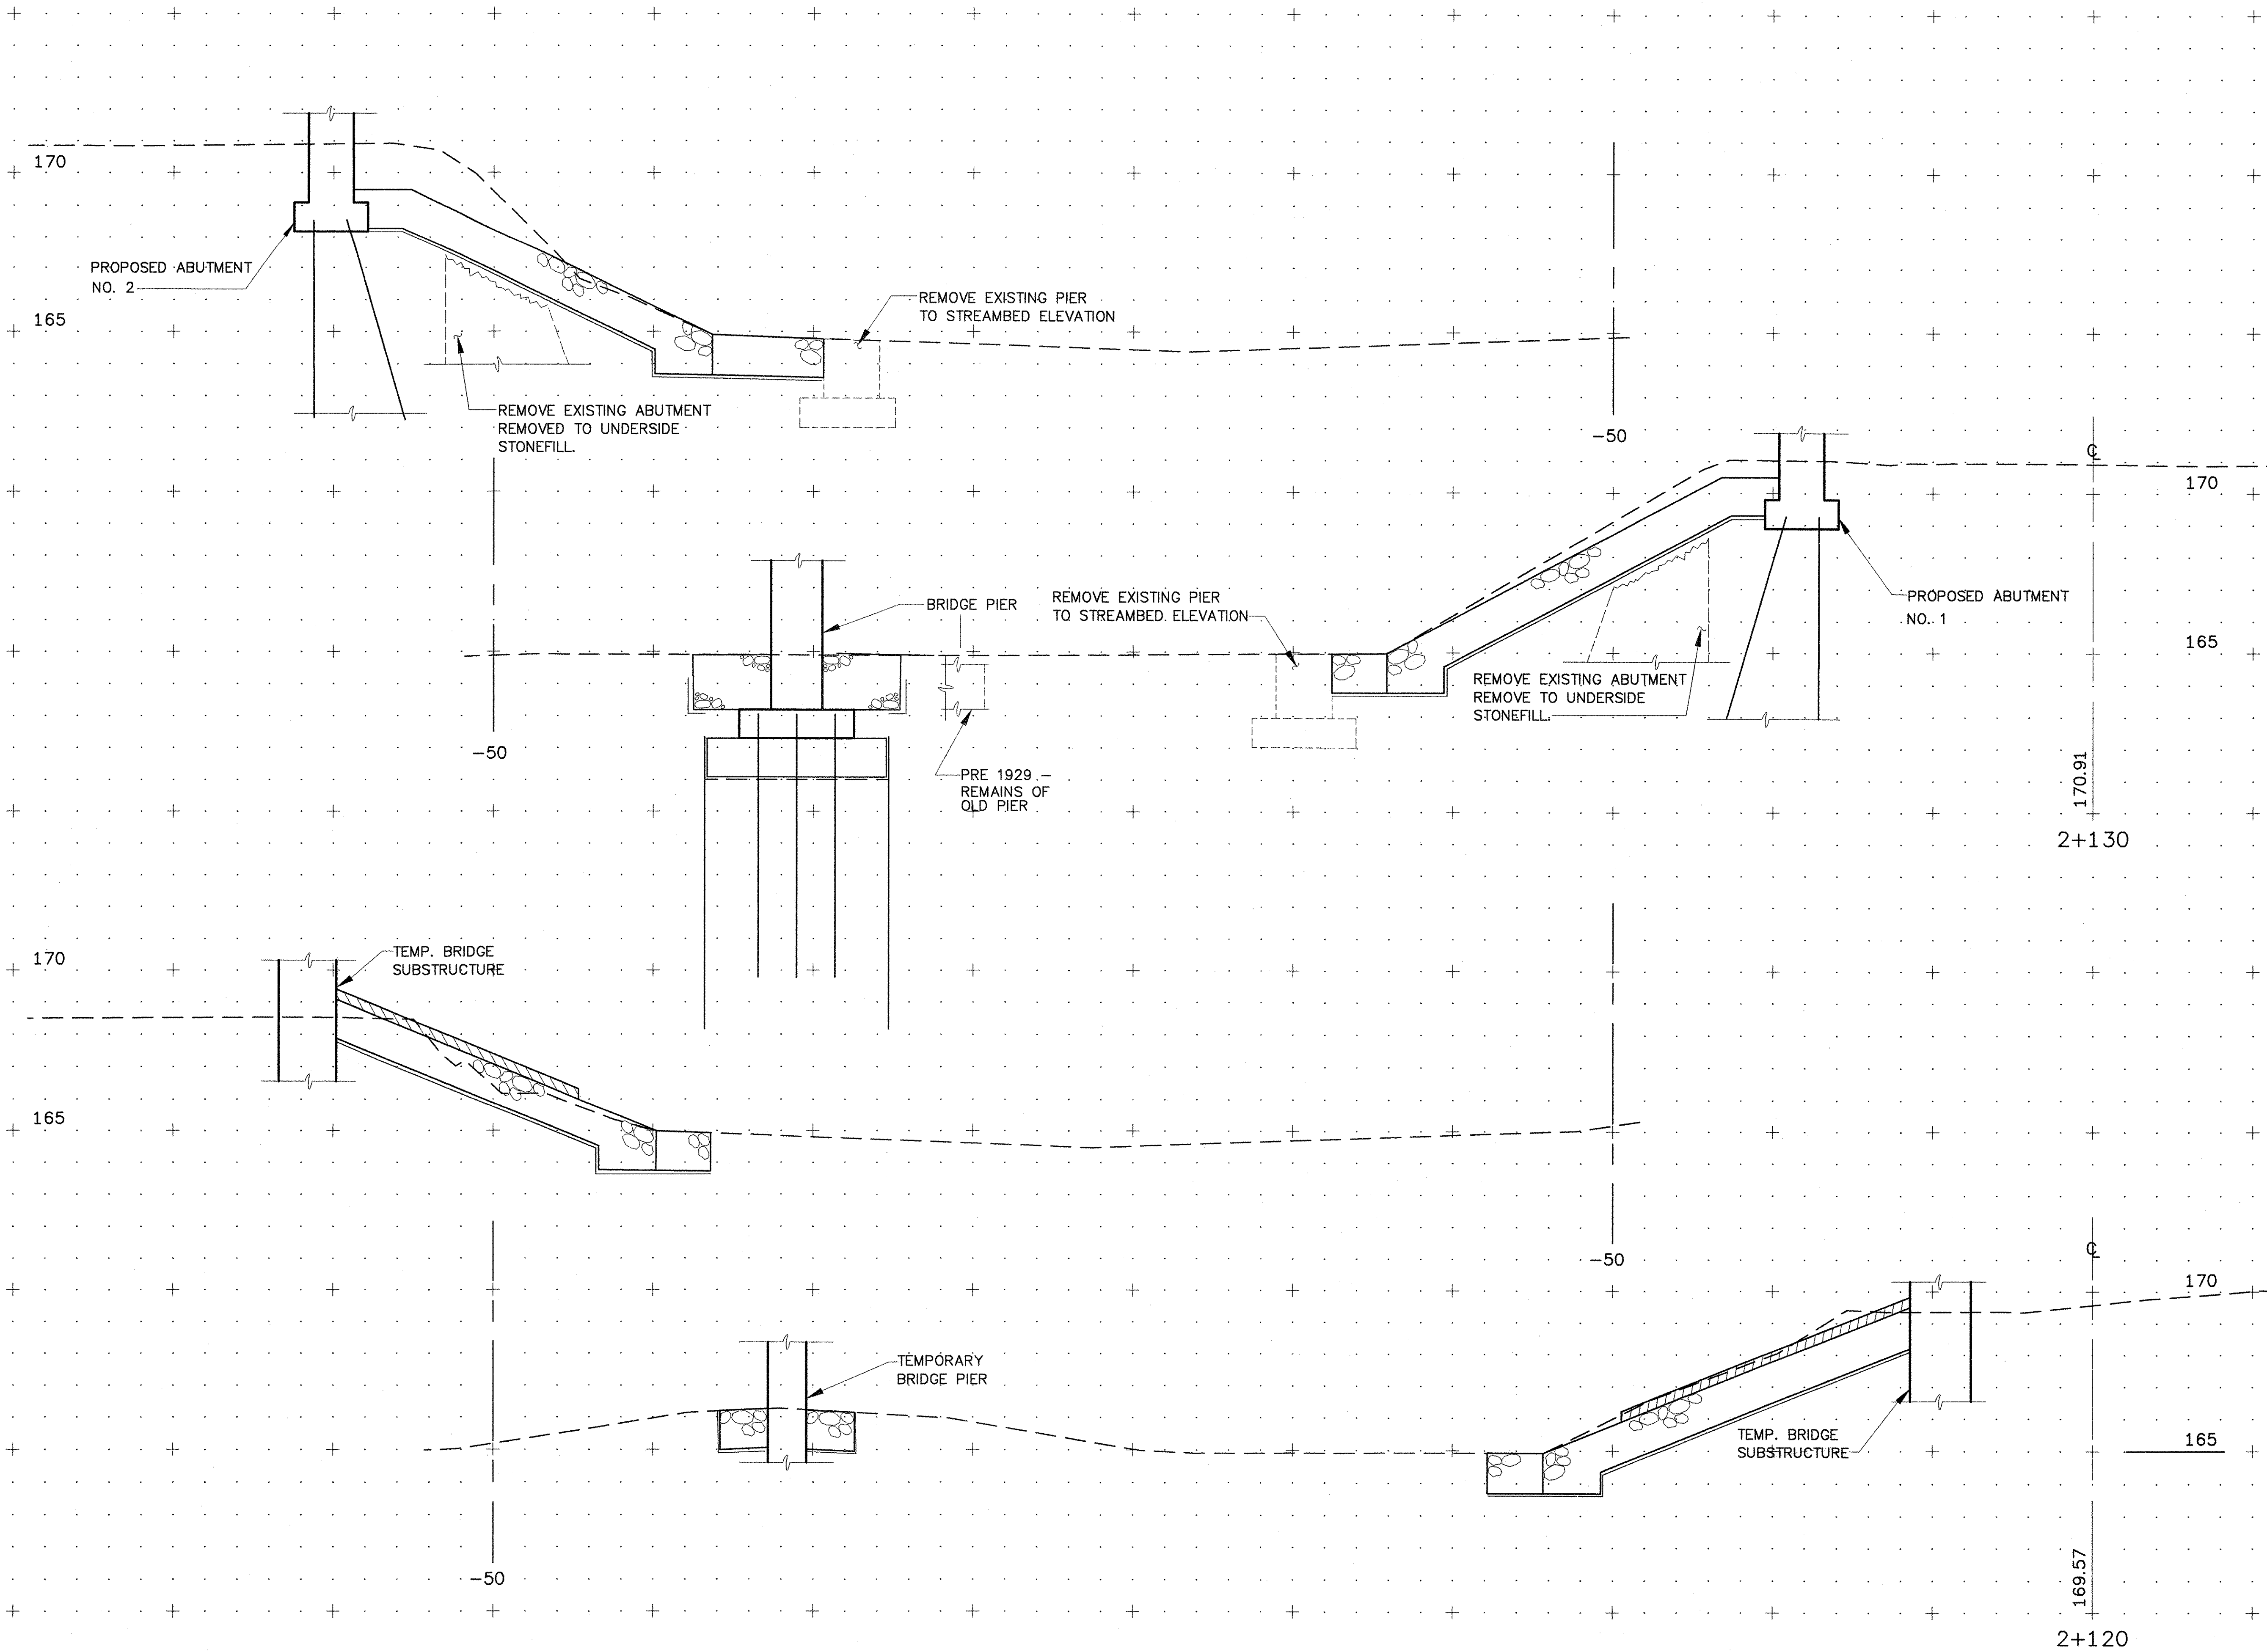 170
PROPOSED ABUTMENT
NO. 2
165
REMOVE EXISTING PIER
TO STREAMBED ELEVATION
REMOVE EXISTING ABUTMENT
REMOVED TO UNDERSIDE
STONEFILL.
-50
℄
170
BRIDGE PIER
REMOVE EXISTING PIER
TO STREAMBED ELEVATION
PROPOSED ABUTMENT
NO. 1
165
REMOVE EXISTING ABUTMENT
REMOVE TO UNDERSIDE
STONEFILL.
-50
PRE 1929 -
REMAINS OF
OLD PIER
170.91
2+130
170
TEMP. BRIDGE
SUBSTRUCTURE
165
-50
℄
170
TEMPORARY
BRIDGE PIER
TEMP. BRIDGE
SUBSTRUCTURE
165
-50
169.57
2+120